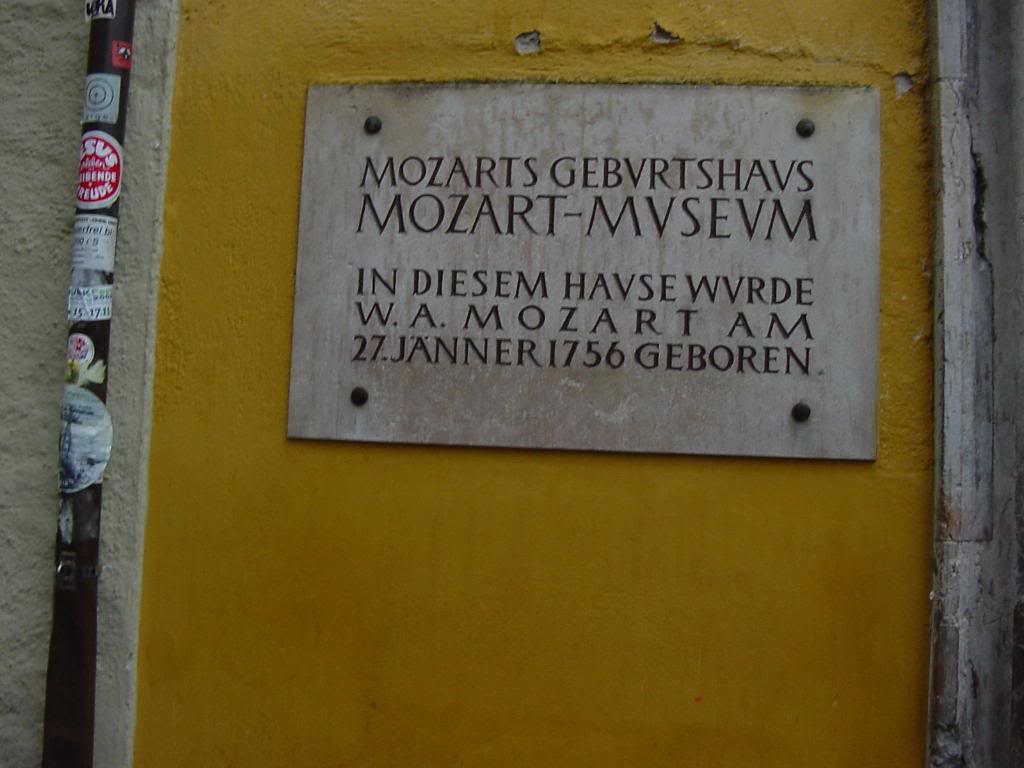 MOZARTS GEBVRTSHAVS
MOZART-MVSEVM
IN DIESEM HAVSE WVRDE
W. A. MOZART AM
27. JÄNNER 1756 GEBOREN